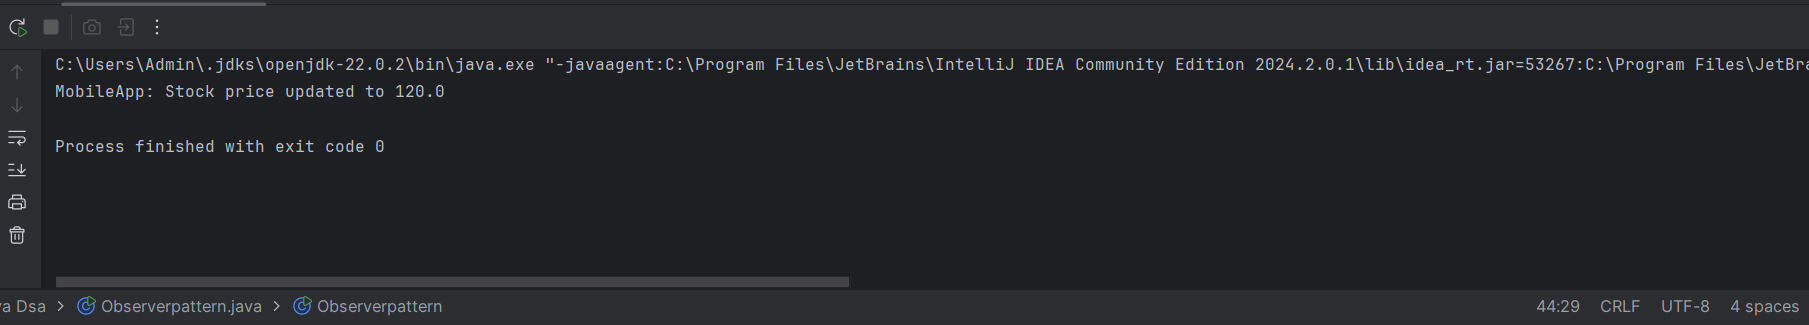 C:\Users\Admin\.jdks\openjdk-22.0.2\bin\java.exe "-javaagent:C:\Program Files\JetBrains\IntelliJ IDEA Community Edition 2024.2.0.1\lib\idea_rt.jar=53267:C:\Program Files\JetBra
MobileApp: Stock price updated to 120.0
Process finished with exit code 0
va Dsa > Observerpattern.java > Observerpattern 44:29 CRLF UTF-8 4 spaces